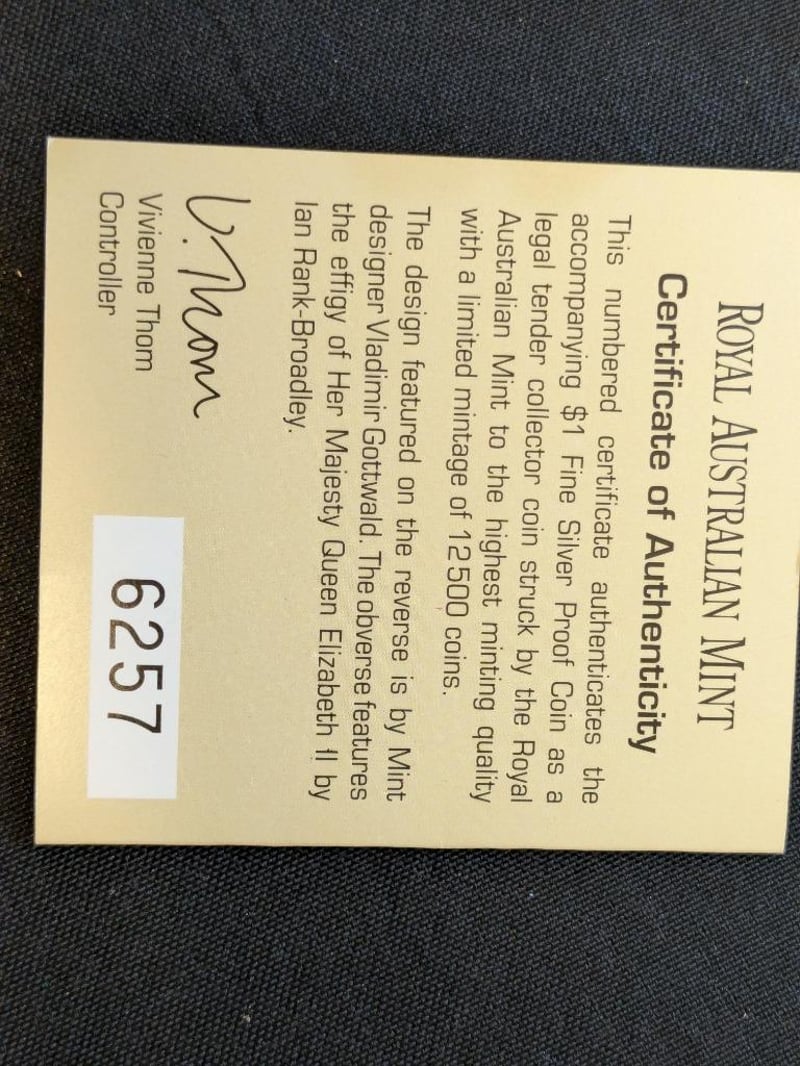 ROYAL AUSTRALIAN MINT
Certificate of Authenticity
This numbered certificate authenticates the
accompanying $1 Fine Silver Proof Coin as a
legal tender collector coin struck by the Royal
Australian Mint to the highest minting quality
with a limited mintage of 12500 coins.
The design featured on the reverse is by Mint
designer Vladimir Gottwald. The obverse features
the effigy of Her Majesty Queen Elizabeth II by
Ian Rank-Broadley.
V. Thom
Vivienne Thom
Controller
6257